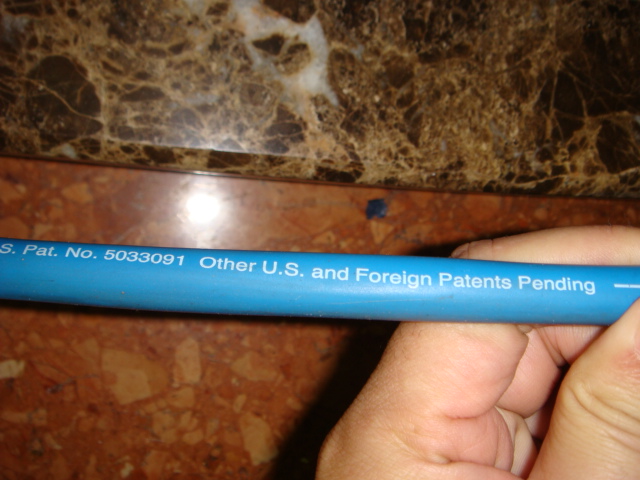 S. Pat. No. 5033091 Other U.S. and Foreign Patents Pending